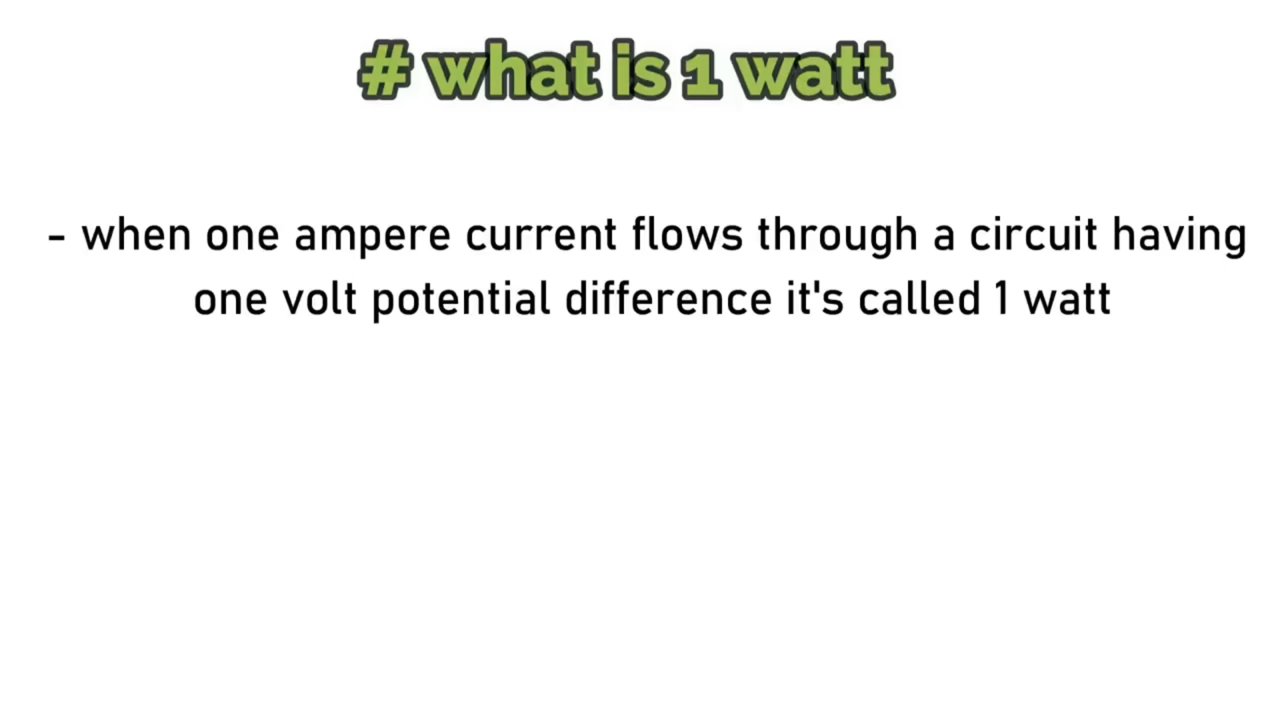 # what is 1 watt
- when one ampere current flows through a circuit having
one volt potential difference it's called 1 watt